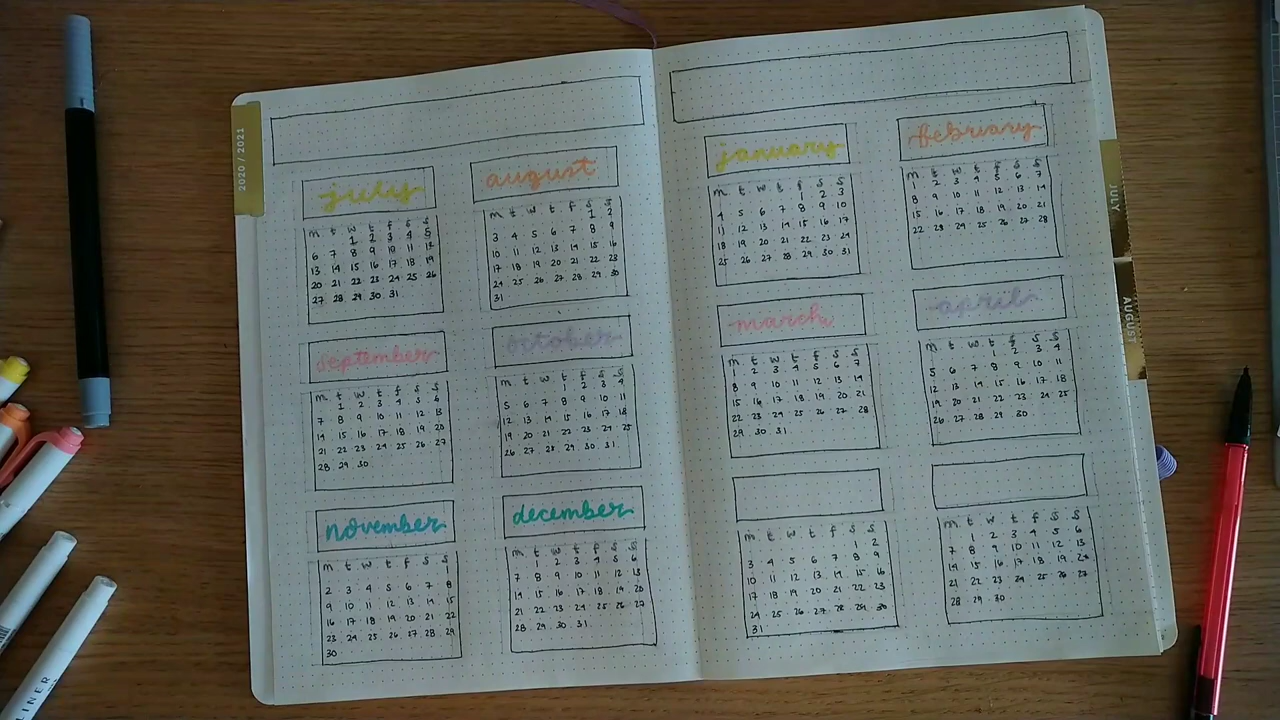 2020 / 2021
july
m t w t f s s
1 2 3 4 5
6 7 8 9 10 11 12
13 14 15 16 17 18 19
20 21 22 23 24 25 26
27 28 29 30 31
august
m t w t f s s
1 2
3 4 5 6 7 8 9
10 11 12 13 14 15 16
17 18 19 20 21 22 23
24 25 26 27 28 29 30
31
september
m t w t f s s
1 2 3 4 5 6
7 8 9 10 11 12 13
14 15 16 17 18 19 20
21 22 23 24 25 26 27
28 29 30
october
m t w t f s s
1 2 3 4
5 6 7 8 9 10 11
12 13 14 15 16 17 18
19 20 21 22 23 24 25
26 27 28 29 30 31
november
m t w t f s s
2 3 4 5 6 7 8
9 10 11 12 13 14 15
16 17 18 19 20 21 22
23 24 25 26 27 28 29
30
december
m t w t f s s
1 2 3 4 5 6
7 8 9 10 11 12 13
14 15 16 17 18 19 20
21 22 23 24 25 26 27
28 29 30 31
january
m t w t f s s
1 2 3
4 5 6 7 8 9 10
11 12 13 14 15 16 17
18 19 20 21 22 23 24
25 26 27 28 29 30 31
february
m t w t f s s
1 2 3 4 5 6 7
8 9 10 11 12 13 14
15 16 17 18 19 20 21
22 23 24 25 26 27 28
march
m t w t f s s
1 2 3 4 5 6 7
8 9 10 11 12 13 14
15 16 17 18 19 20 21
22 23 24 25 26 27 28
29 30 31
april
m t w t f s s
1 2 3 4
5 6 7 8 9 10 11
12 13 14 15 16 17 18
19 20 21 22 23 24 25
26 27 28 29 30
m t w t f s s
1 2
3 4 5 6 7 8 9
10 11 12 13 14 15 16
17 18 19 20 21 22 23
24 25 26 27 28 29 30
31
m t w t f s s
1 2 3 4 5 6
7 8 9 10 11 12 13
14 15 16 17 18 19 20
21 22 23 24 25 26 27
28 29 30
JULY
AUGUST
LINER